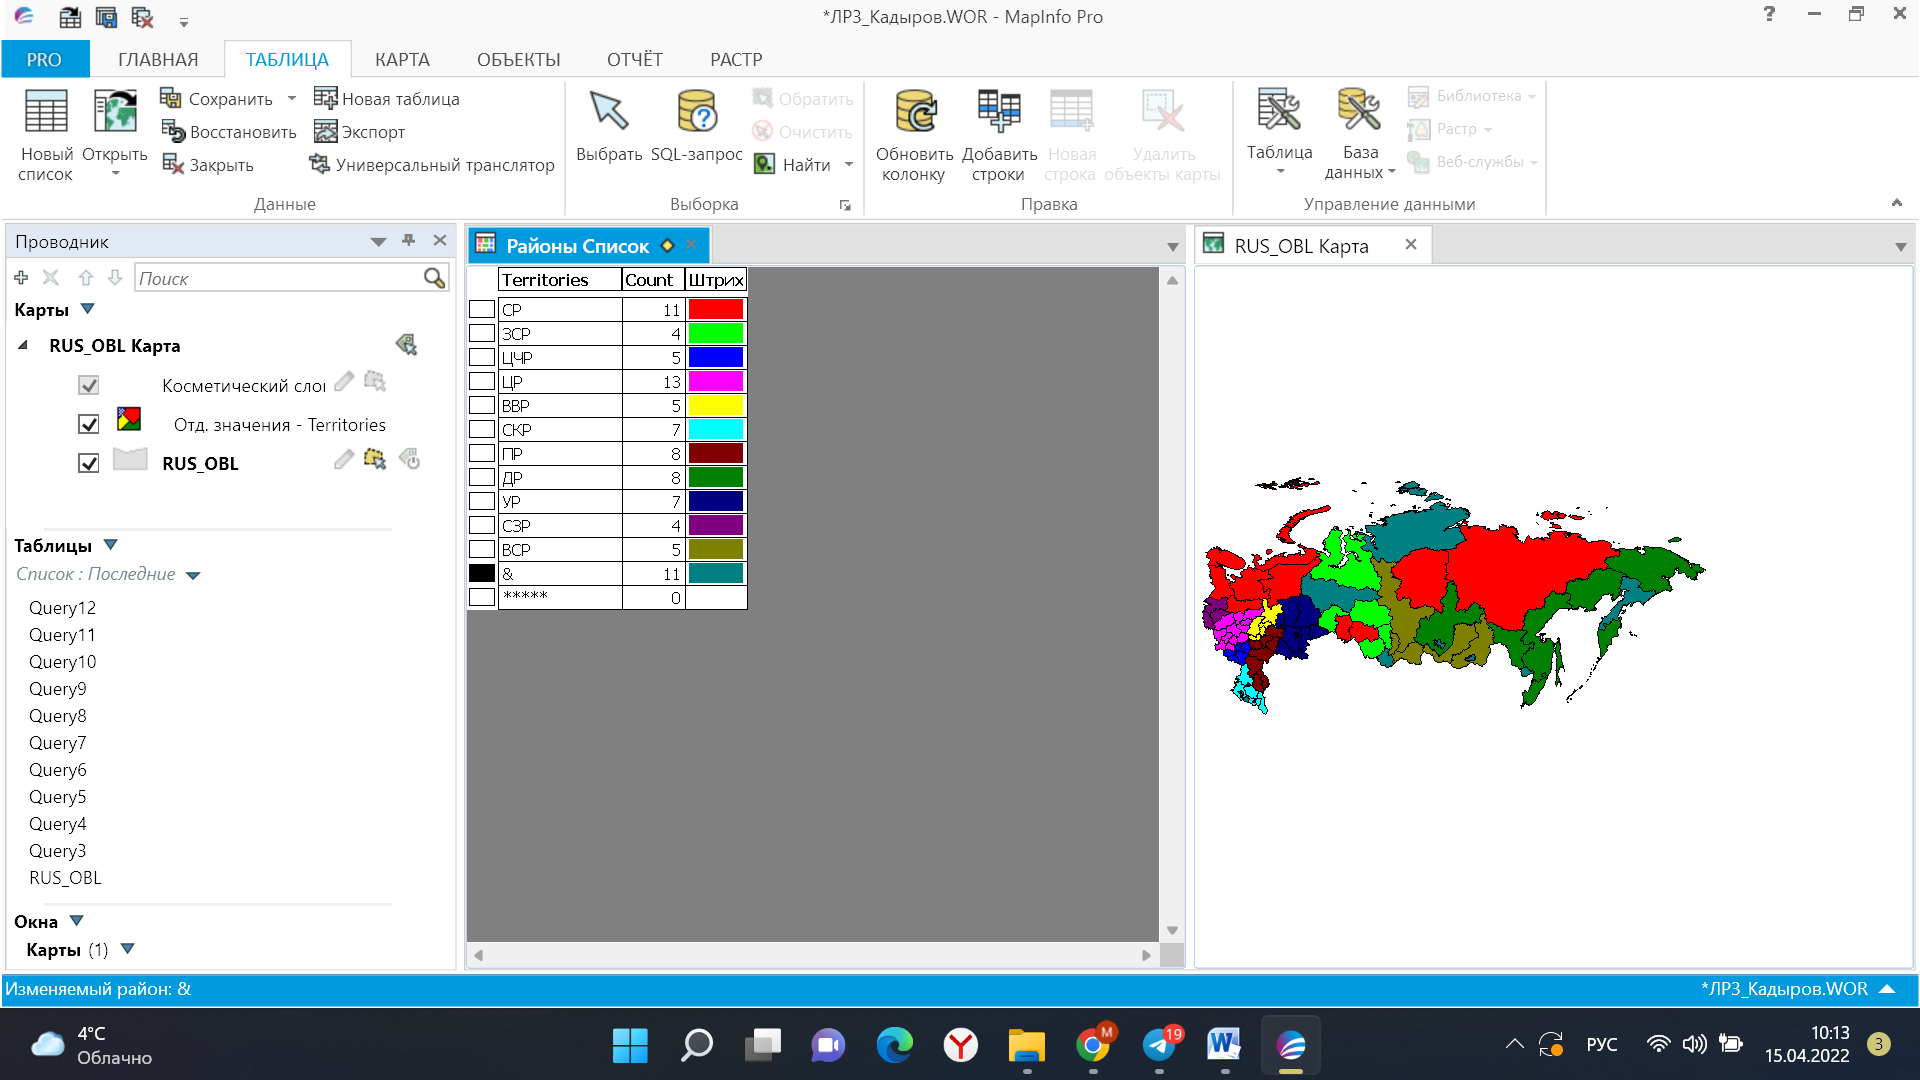 *ЛР3_Кадыров.WOR - MapInfo Pro
PRO ГЛАВНАЯ ТАБЛИЦА КАРТА ОБЪЕКТЫ ОТЧЁТ РАСТР
Новый список
Открыть
Сохранить
Восстановить
Закрыть
Новая таблица
Экспорт
Универсальный транслятор
Данные
Выбрать
SQL-запрос
Обратить
Очистить
Найти
Выборка
Обновить колонку
Добавить строки
Новая строка
Удалить объекты карты
Правка
Таблица
База данных
Библиотека
Растр
Веб-службы
Управление данными
Проводник
Поиск
Карты
RUS_OBL Карта
Косметический слой
Отд. значения - Territories
RUS_OBL
Таблицы
Список : Последние
Query12
Query11
Query10
Query9
Query8
Query7
Query6
Query5
Query4
Query3
RUS_OBL
Окна
Карты (1)
Районы Список
Territories Count Штрих
СР 11
ЗСР 4
ЦЧР 5
ЦР 13
ВВР 5
СКР 7
ПР 8
ДР 8
УР 7
СЗР 4
ВСР 5
& 11
***** 0
RUS_OBL Карта
Изменяемый район: &
*ЛР3_Кадыров.WOR
4°C
Облачно
M
19
РУС
10:13
15.04.2022
3